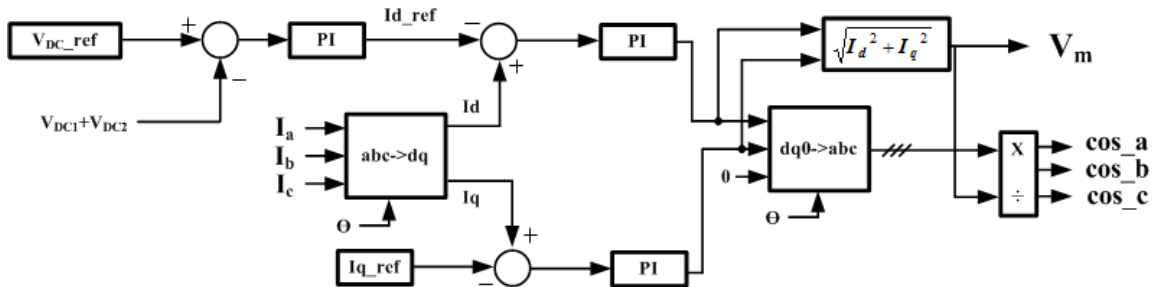 V_DC_ref
+
−
PI
Id_ref
−
+
PI
√(I_d² + I_q²)
V_m
V_DC1+V_DC2
I_a
I_b
I_c
abc->dq
Id
Iq
Θ
0
dq0->abc
Θ
X
÷
cos_a
cos_b
cos_c
Iq_ref
+
−
PI